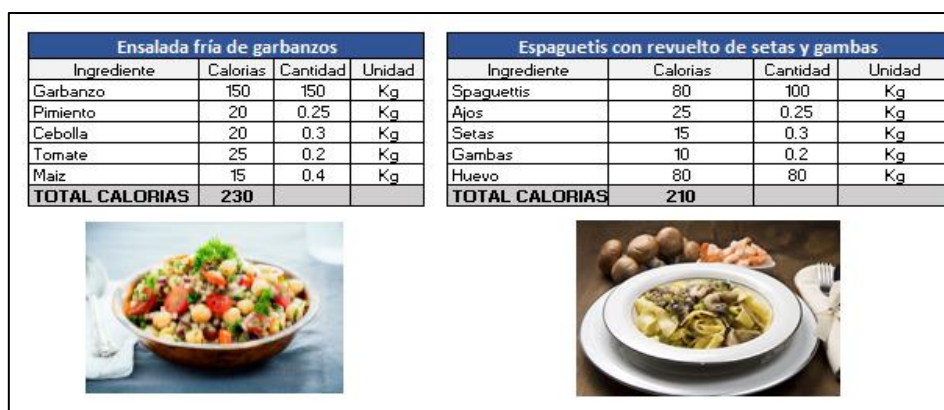 Ensalada fría de garbanzos
Ingrediente Calorias Cantidad Unidad
Garbanzo 150 150 Kg
Pimiento 20 0.25 Kg
Cebolla 20 0.3 Kg
Tomate 25 0.2 Kg
Maiz 15 0.4 Kg
TOTAL CALORIAS 230
Espaguetis con revuelto de setas y gambas
Ingrediente Calorias Cantidad Unidad
Spaguettis 80 100 Kg
Ajos 25 0.25 Kg
Setas 15 0.3 Kg
Gambas 10 0.2 Kg
Huevo 80 80 Kg
TOTAL CALORIAS 210